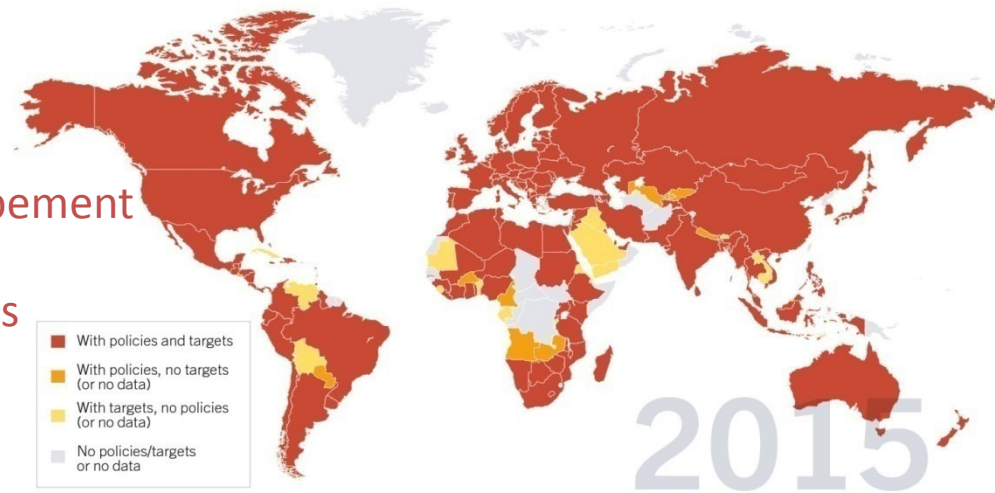 pement
s
With policies and targets
With policies, no targets
(or no data)
With targets, no policies
(or no data)
No policies/targets
or no data
2015